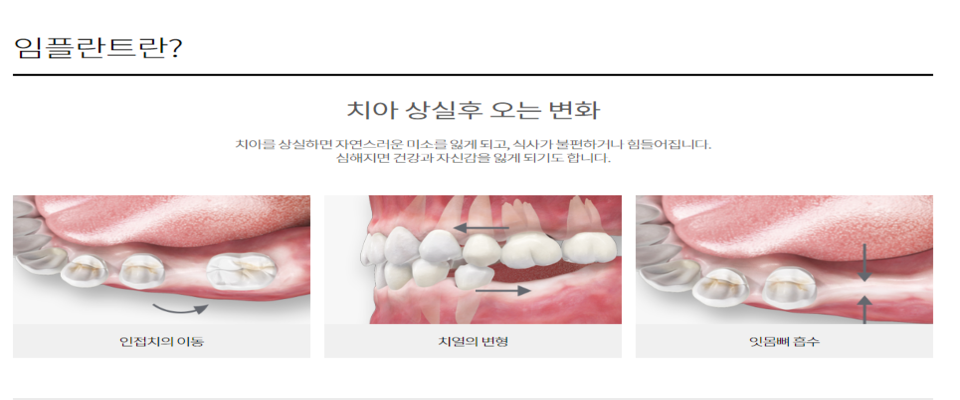 임플란트란?
치아 상실후 오는 변화
치아를 상실하면 자연스러운 미소를 잃게 되고, 식사가 불편하거나 힘들어집니다.
심해지면 건강과 자신감을 잃게 되기도 합니다.
인접치의 이동
치열의 변형
잇몸뼈 흡수